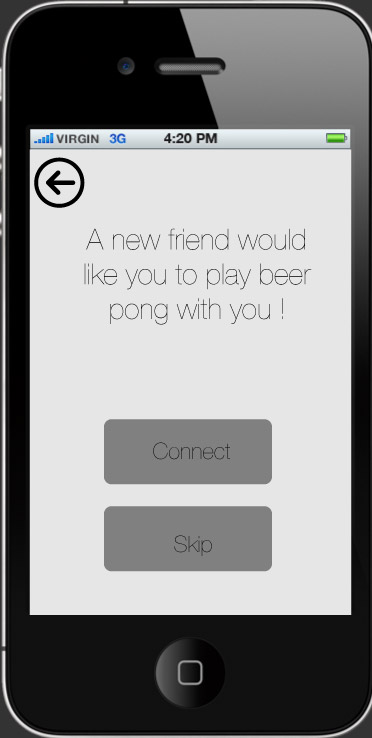 VIRGIN 3G 4:20 PM
A new friend would
like you to play beer
pong with you !
Connect
Skip